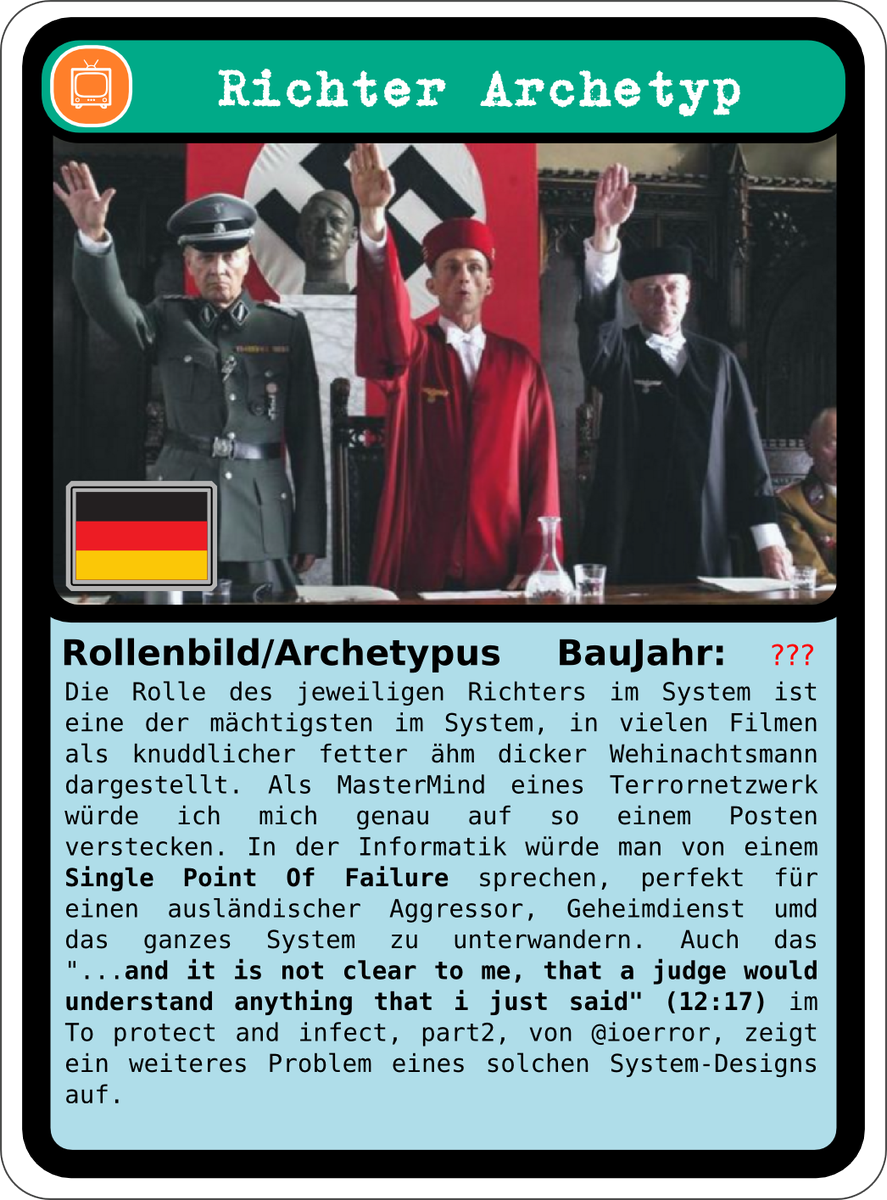 Richter Archetyp
Rollenbild/Archetypus BauJahr: ???
Die Rolle des jeweiligen Richters im System ist
eine der mächtigsten im System, in vielen Filmen
als knuddlicher fetter ähm dicker Wehinachtsmann
dargestellt. Als MasterMind eines Terrornetzwerk
würde ich mich genau auf so einem Posten
verstecken. In der Informatik würde man von einem
Single Point Of Failure sprechen, perfekt für
einen ausländischer Aggressor, Geheimdienst umd
das ganzes System zu unterwandern. Auch das
"...and it is not clear to me, that a judge would
understand anything that i just said" (12:17) im
To protect and infect, part2, von @ioerror, zeigt
ein weiteres Problem eines solchen System-Designs
auf.